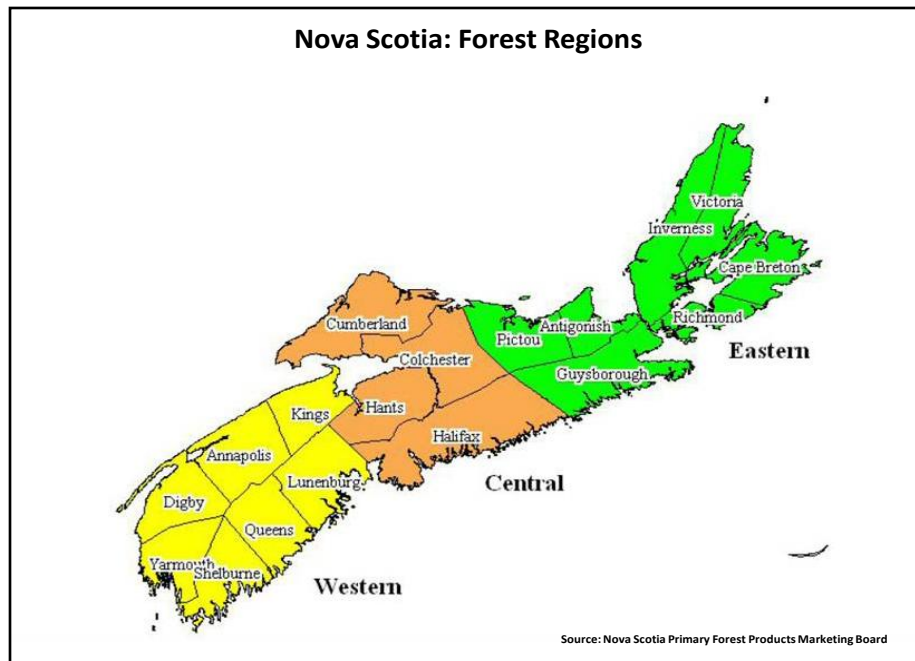 Nova Scotia: Forest Regions
Victoria
Inverness
Cape Breton
Richmond
Eastern
Antigonish
Pictou
Guysborough
Cumberland
Colchester
Hants
Halifax
Central
Kings
Annapolis
Lunenburg
Digby
Queens
Yarmouth
Shelburne
Western
Source: Nova Scotia Primary Forest Products Marketing Board